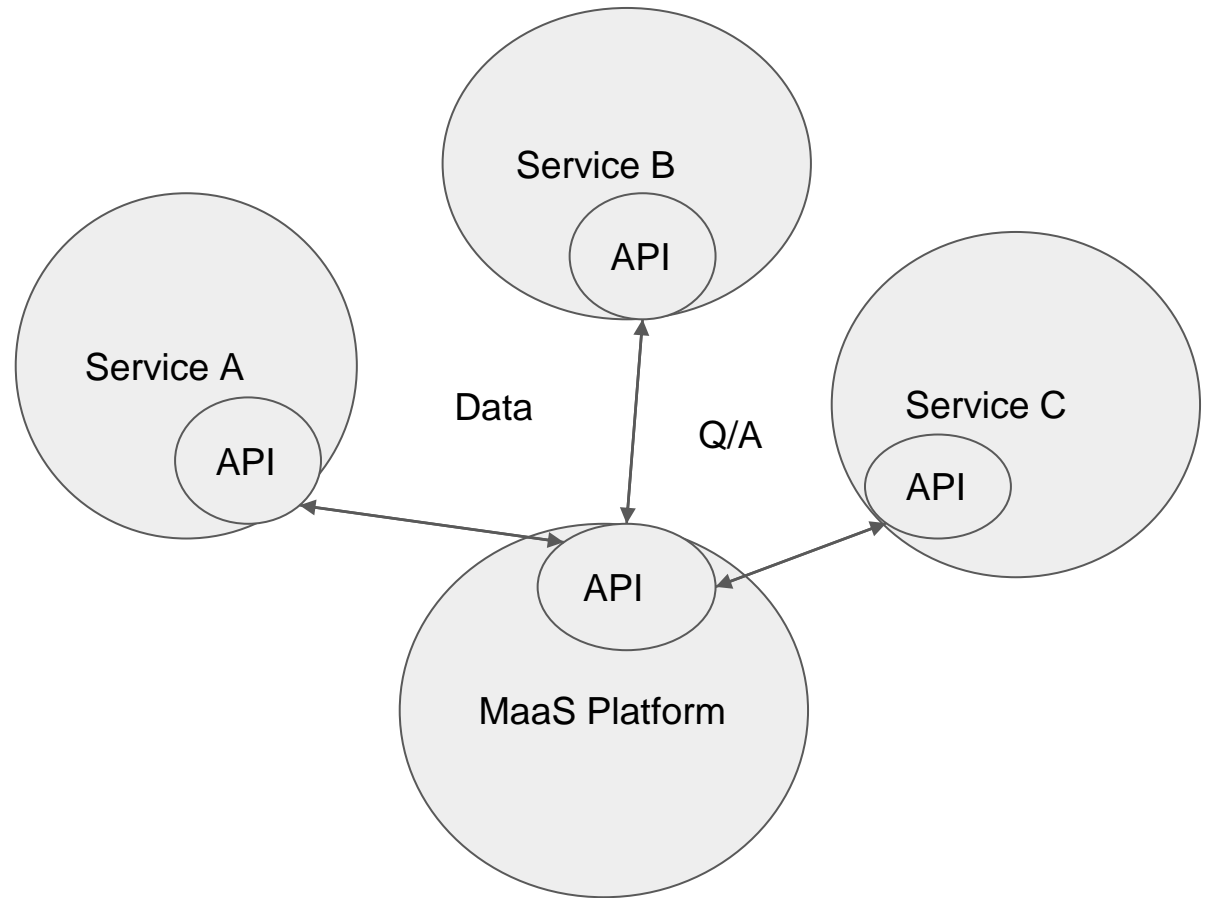 Service B
API
Service A
API
Data
Q/A
Service C
API
API
MaaS Platform